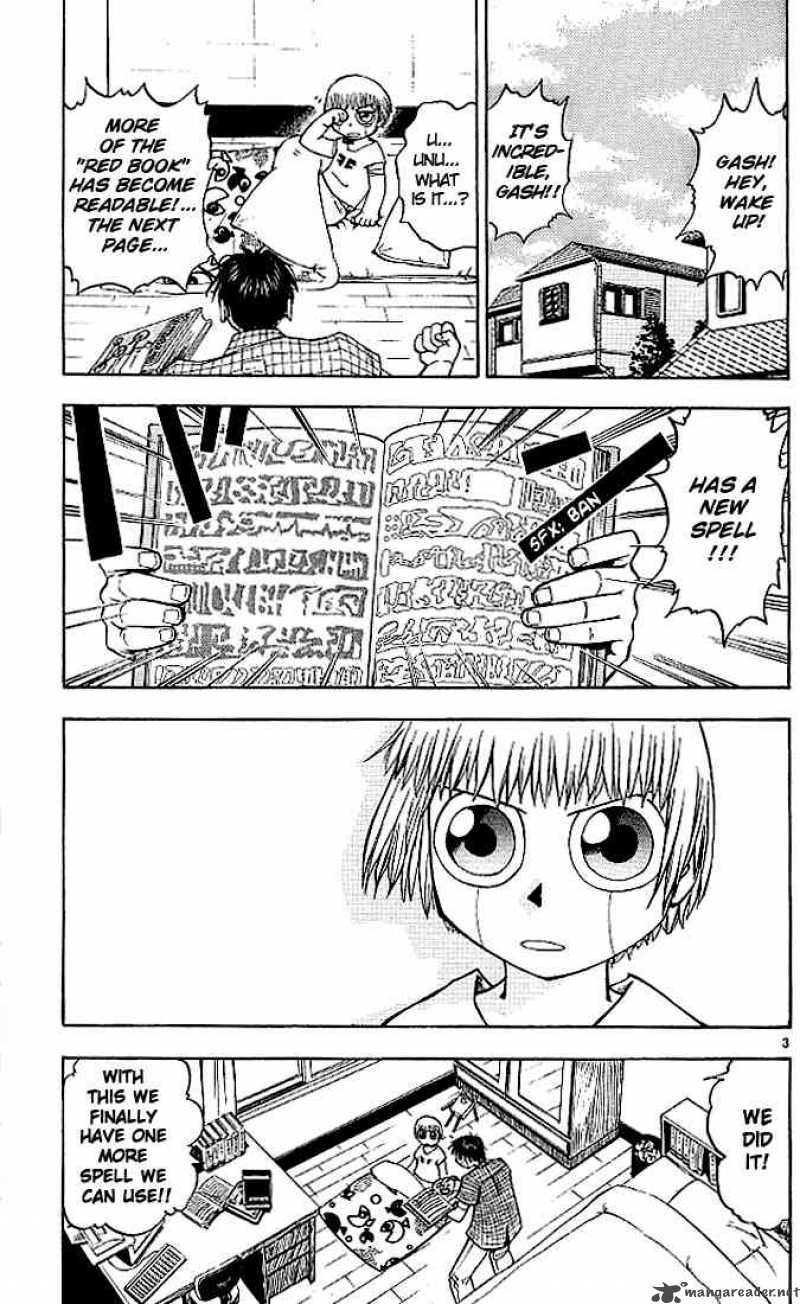 GASH!
HEY,
WAKE
UP!
IT'S
INCRED-
IBLE,
GASH!!
U...
UNU...
WHAT
IS IT...?
MORE
OF THE
"RED BOOK"
HAS BECOME
READABLE!...
THE NEXT
PAGE...
HAS A
NEW
SPELL
!!!
SFX: BAN
3
WE
DID
IT!
WITH
THIS WE
FINALLY
HAVE ONE
MORE
SPELL WE
CAN USE!!
mangareader.net